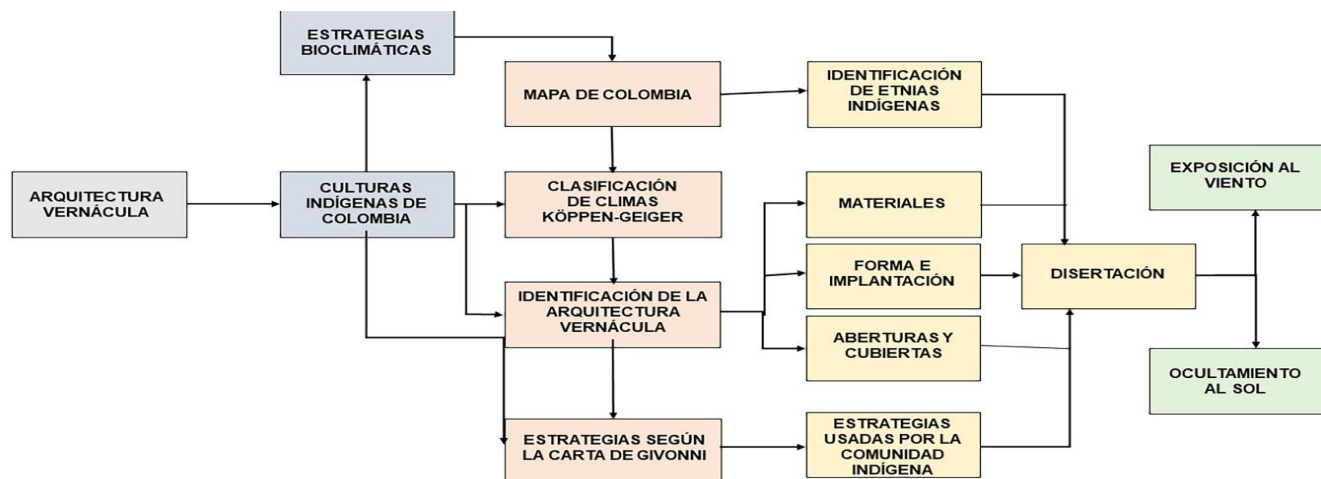 ESTRATEGIAS
BIOCLIMÁTICAS
MAPA DE COLOMBIA
IDENTIFICACIÓN
DE ETNIAS
INDÍGENAS
ARQUITECTURA
VERNÁCULA
CULTURAS
INDÍGENAS DE
COLOMBIA
CLASIFICACIÓN
DE CLIMAS
KÖPPEN-GEIGER
MATERIALES
EXPOSICIÓN AL
VIENTO
IDENTIFICACIÓN DE LA
ARQUITECTURA
VERNÁCULA
FORMA E
IMPLANTACIÓN
DISERTACIÓN
ABERTURAS Y
CUBIERTAS
OCULTAMIENTO
AL SOL
ESTRATEGIAS SEGÚN
LA CARTA DE GIVONNI
ESTRATEGIAS
USADAS POR LA
COMUNIDAD
INDÍGENA